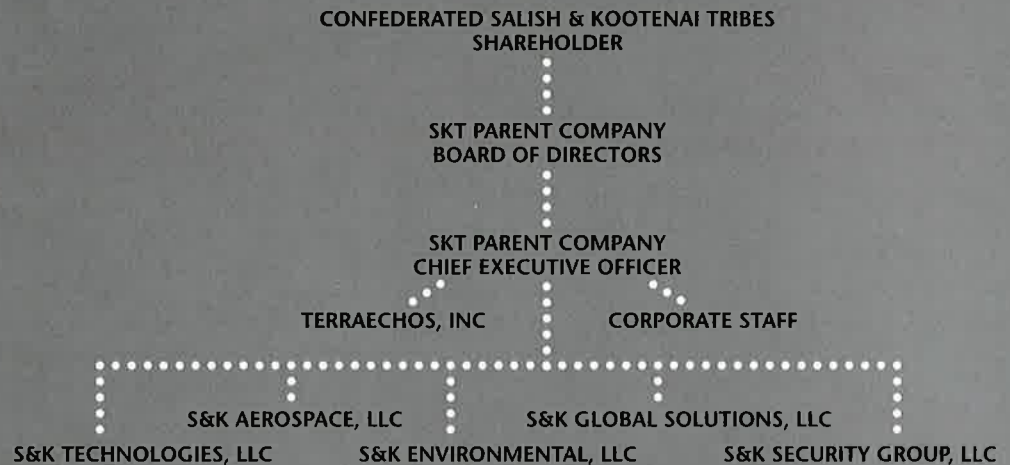 CONFEDERATED SALISH & KOOTENAI TRIBES
SHAREHOLDER
SKT PARENT COMPANY
BOARD OF DIRECTORS
SKT PARENT COMPANY
CHIEF EXECUTIVE OFFICER
TERRAECHOS, INC
CORPORATE STAFF
S&K AEROSPACE, LLC
S&K GLOBAL SOLUTIONS, LLC
S&K TECHNOLOGIES, LLC
S&K ENVIRONMENTAL, LLC
S&K SECURITY GROUP, LLC